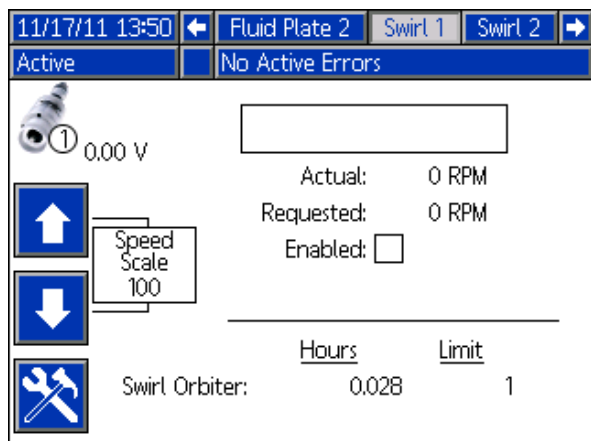 11/17/11 13:50 Fluid Plate 2 Swirl 1 Swirl 2
Active No Active Errors
1 0.00 V
Actual: 0 RPM
Requested: 0 RPM
Enabled:
Speed
Scale
100
Hours Limit
Swirl Orbiter: 0.028 1